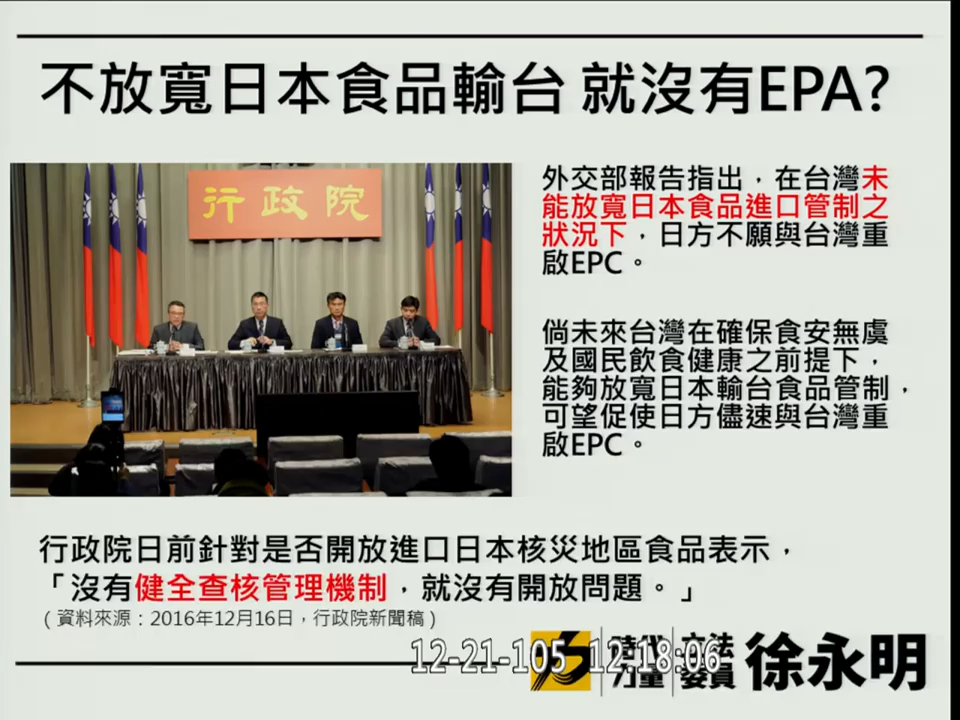 不放寬日本食品輸台 就沒有EPA?
行政院
外交部報告指出，在台灣未
能放寬日本食品進口管制之
狀況下，日方不願與台灣重
啟EPC。
倘未來台灣在確保食安無虞
及國民飲食健康之前提下，
能夠放寬日本輸台食品管制，
可望促使日方儘速與台灣重
啟EPC。
行政院日前針對是否開放進口日本核災地區食品表示，
「沒有健全查核管理機制，就沒有開放問題。」
（資料來源：2016年12月16日，行政院新聞稿）
12-21-105 12:18:06
時代
力量
立法
委員
徐永明